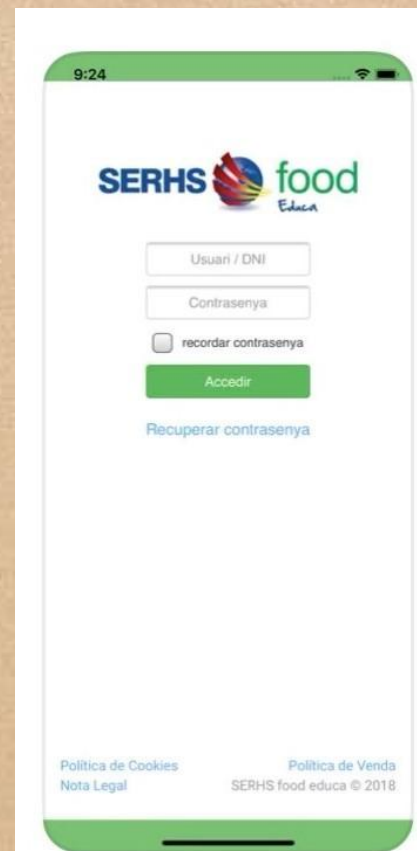 9:24
SERHS food
Educa
Usuari / DNI
Contrasenya
recordar contrasenya
Accedir
Recuperar contrasenya
Política de Cookies
Política de Venda
Nota Legal
SERHS food educa © 2018